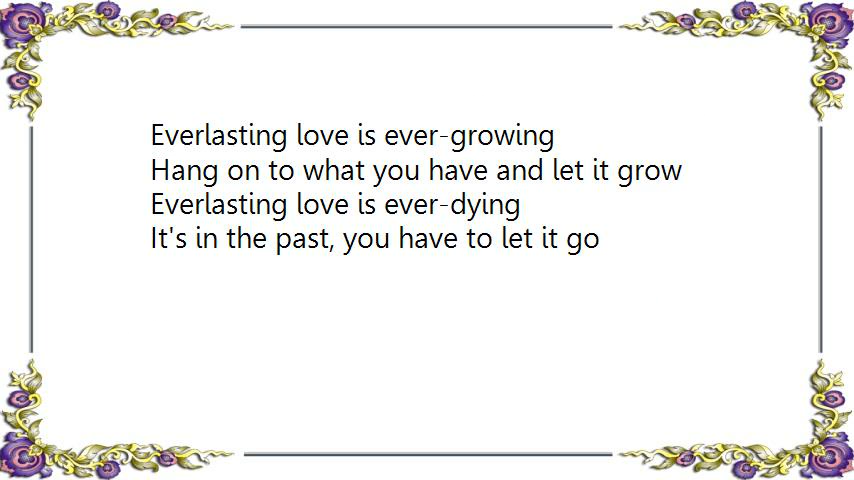 Everlasting love is ever-growing
Hang on to what you have and let it grow
Everlasting love is ever-dying
It's in the past, you have to let it go